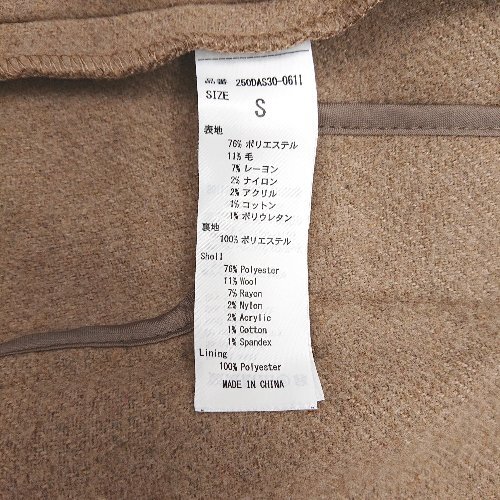 品番 250DAS30-0611
SIZE
S
表地
76% ポリエステル
11% 毛
7% レーヨン
2% ナイロン
2% アクリル
1% コットン
1% ポリウレタン
裏地
100% ポリエステル
Shell
76% Polyester
11% Wool
7% Rayon
2% Nylon
2% Acrylic
1% Cotton
1% Spandex
Lining
100% Polyester
MADE IN CHINA